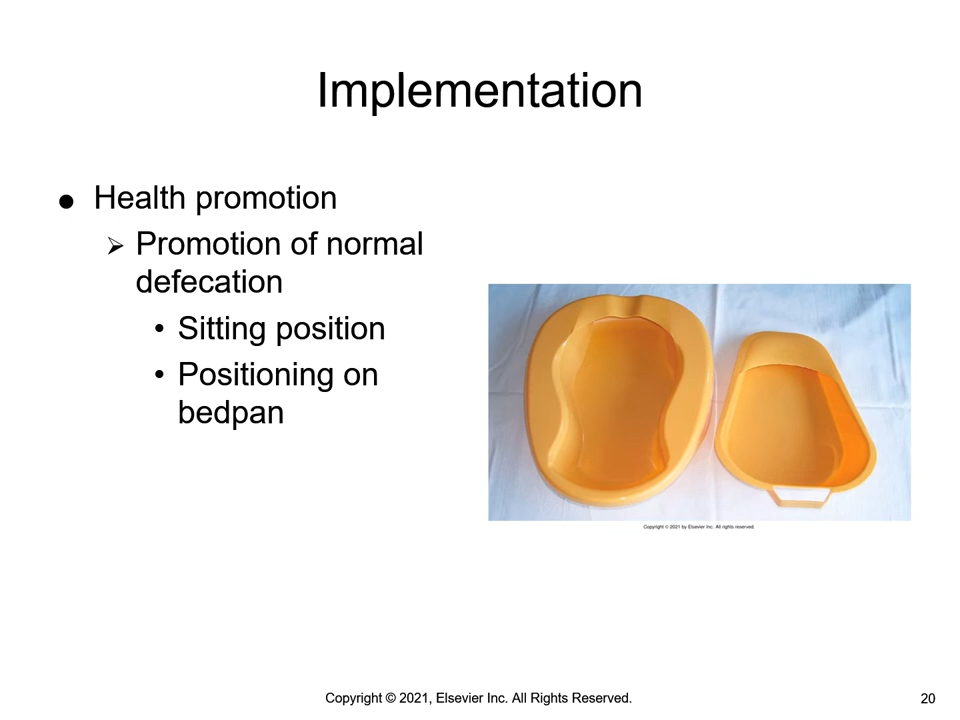 Implementation
● Health promotion
➢ Promotion of normal
defecation
• Sitting position
• Positioning on
bedpan
Copyright © 2021 by Elsevier Inc. All rights reserved.
Copyright © 2021, Elsevier Inc. All Rights Reserved.
20